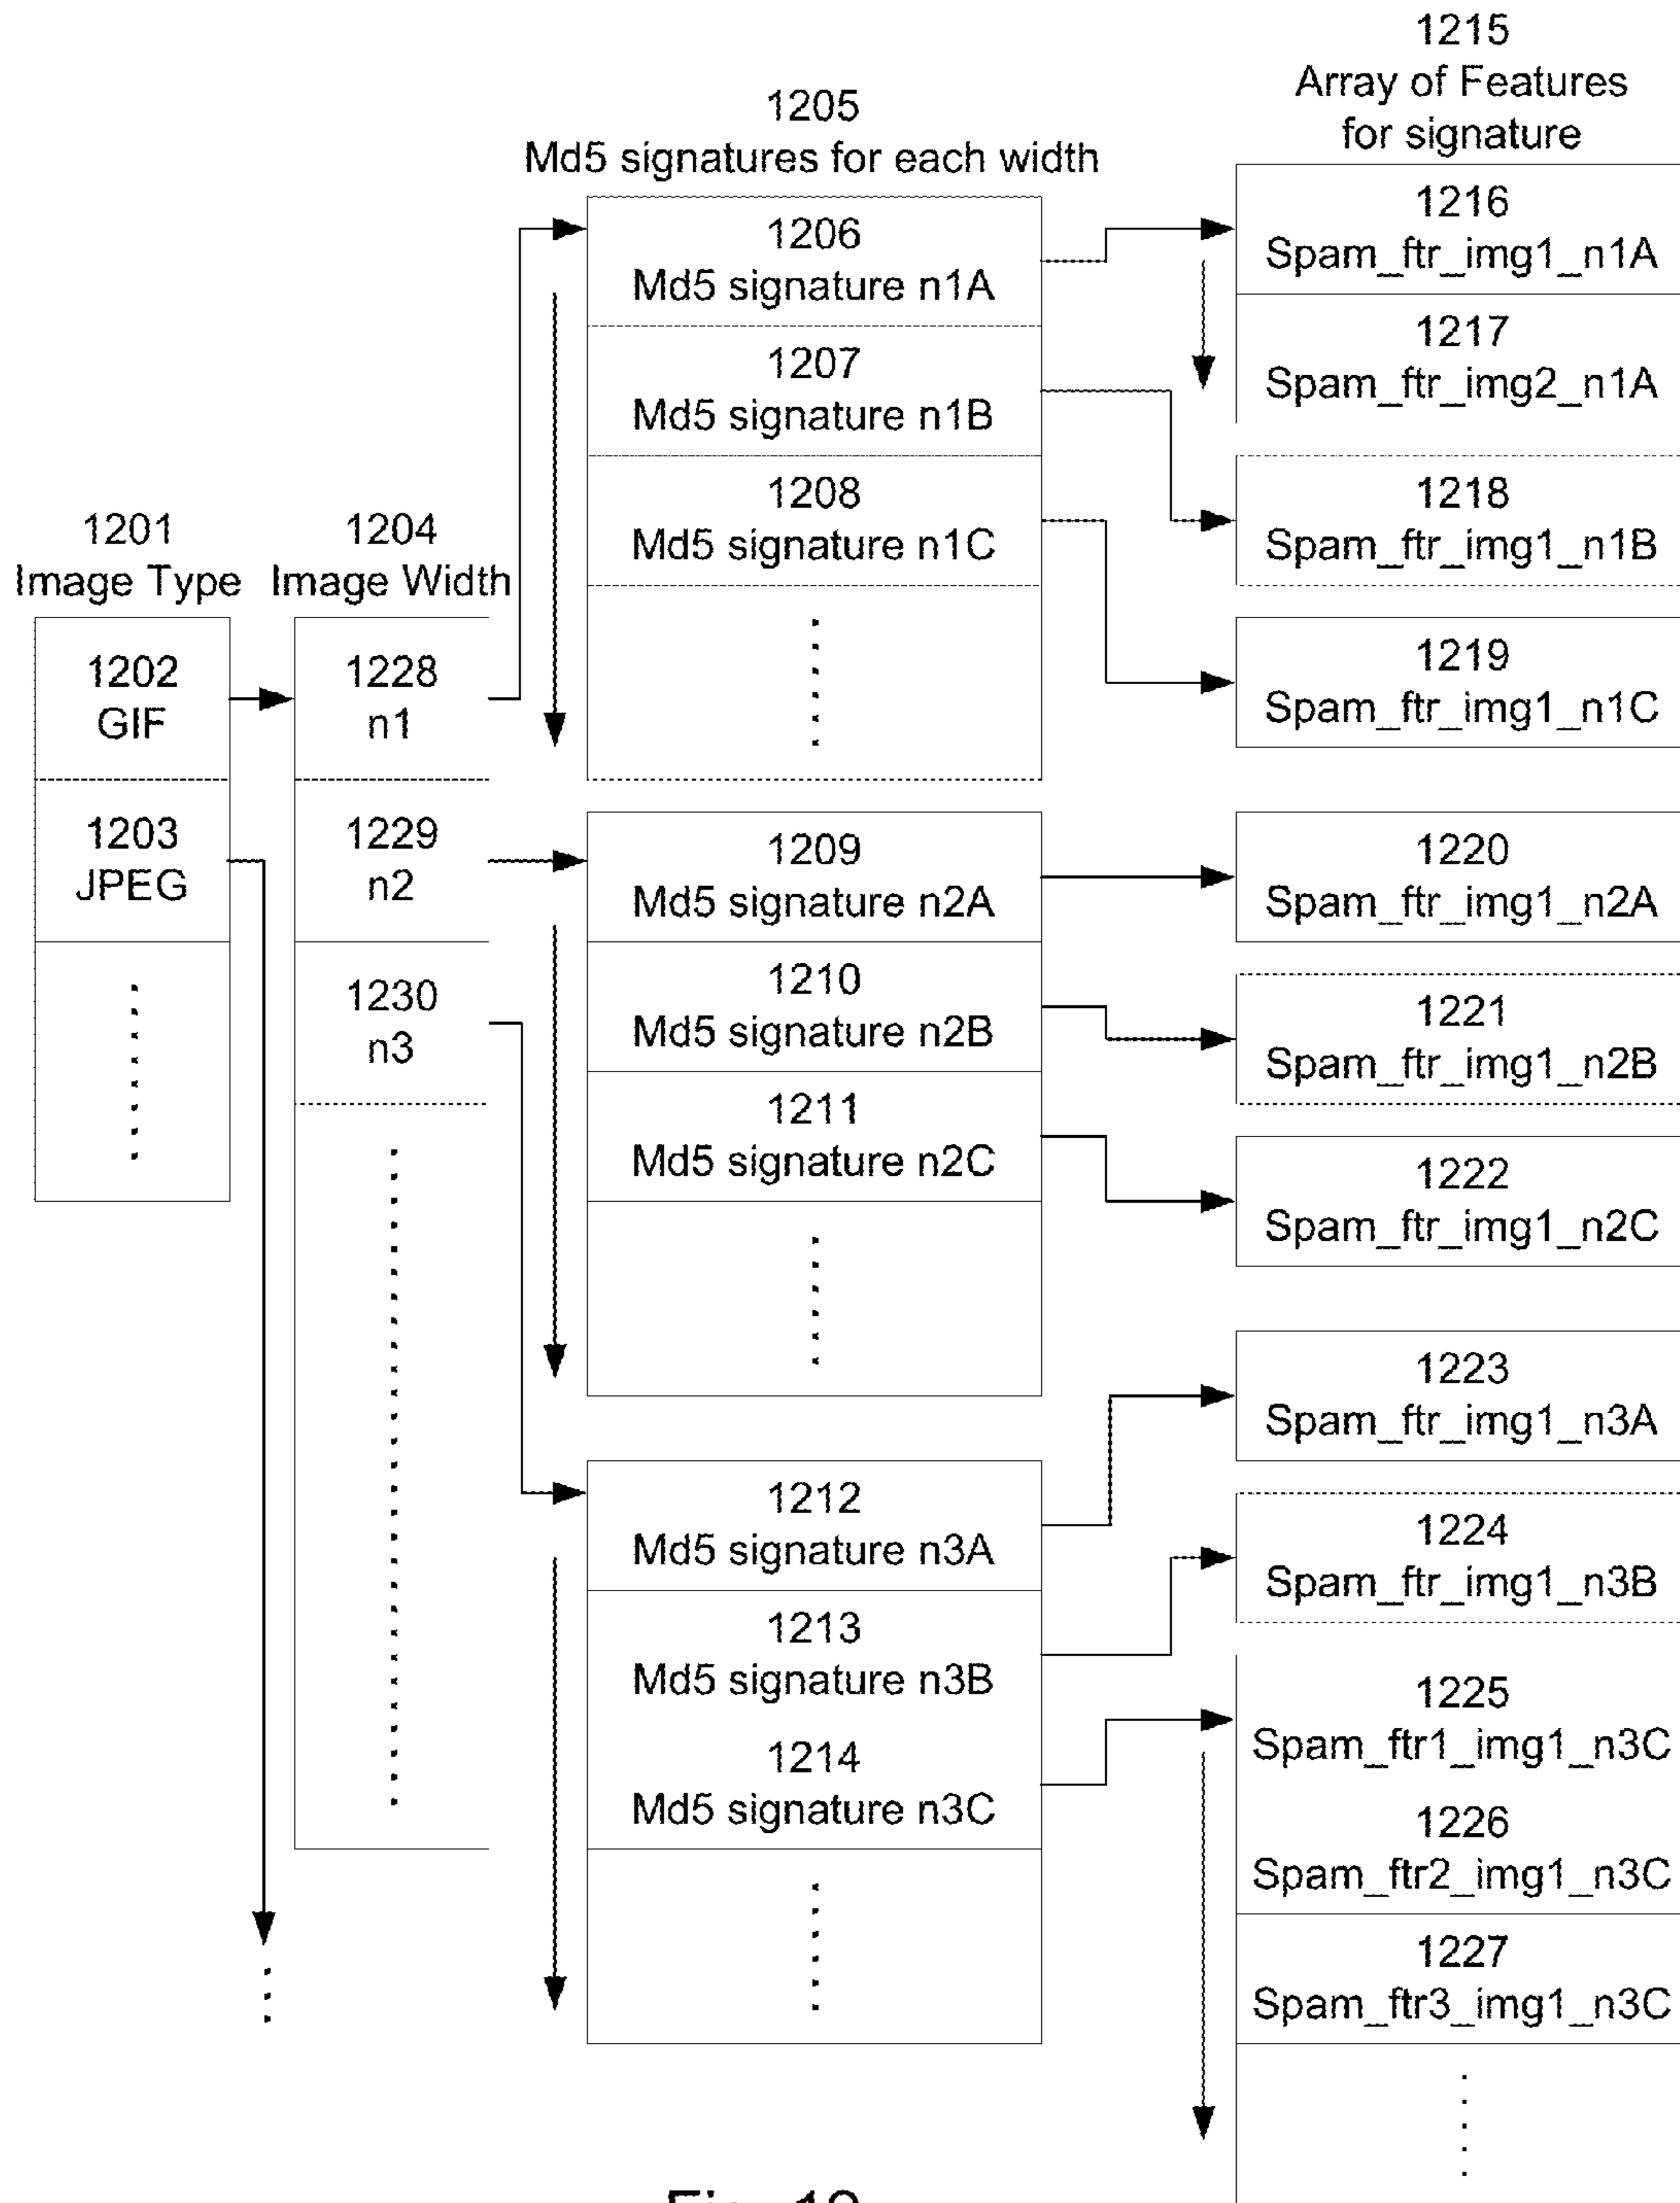 1201
Image Type
1202
GIF
1203
JPEG
1204
Image Width
1228
n1
1229
n2
1230
n3
1205
Md5 signatures for each width
1206
Md5 signature n1A
1207
Md5 signature n1B
1208
Md5 signature n1C
1209
Md5 signature n2A
1210
Md5 signature n2B
1211
Md5 signature n2C
1212
Md5 signature n3A
1213
Md5 signature n3B
1214
Md5 signature n3C
1215
Array of Features
for signature
1216
Spam_ftr_img1_n1A
1217
Spam_ftr_img2_n1A
1218
Spam_ftr_img1_n1B
1219
Spam_ftr_img1_n1C
1220
Spam_ftr_img1_n2A
1221
Spam_ftr_img1_n2B
1222
Spam_ftr_img1_n2C
1223
Spam_ftr_img1_n3A
1224
Spam_ftr_img1_n3B
1225
Spam_ftr1_img1_n3C
1226
Spam_ftr2_img1_n3C
1227
Spam_ftr3_img1_n3C